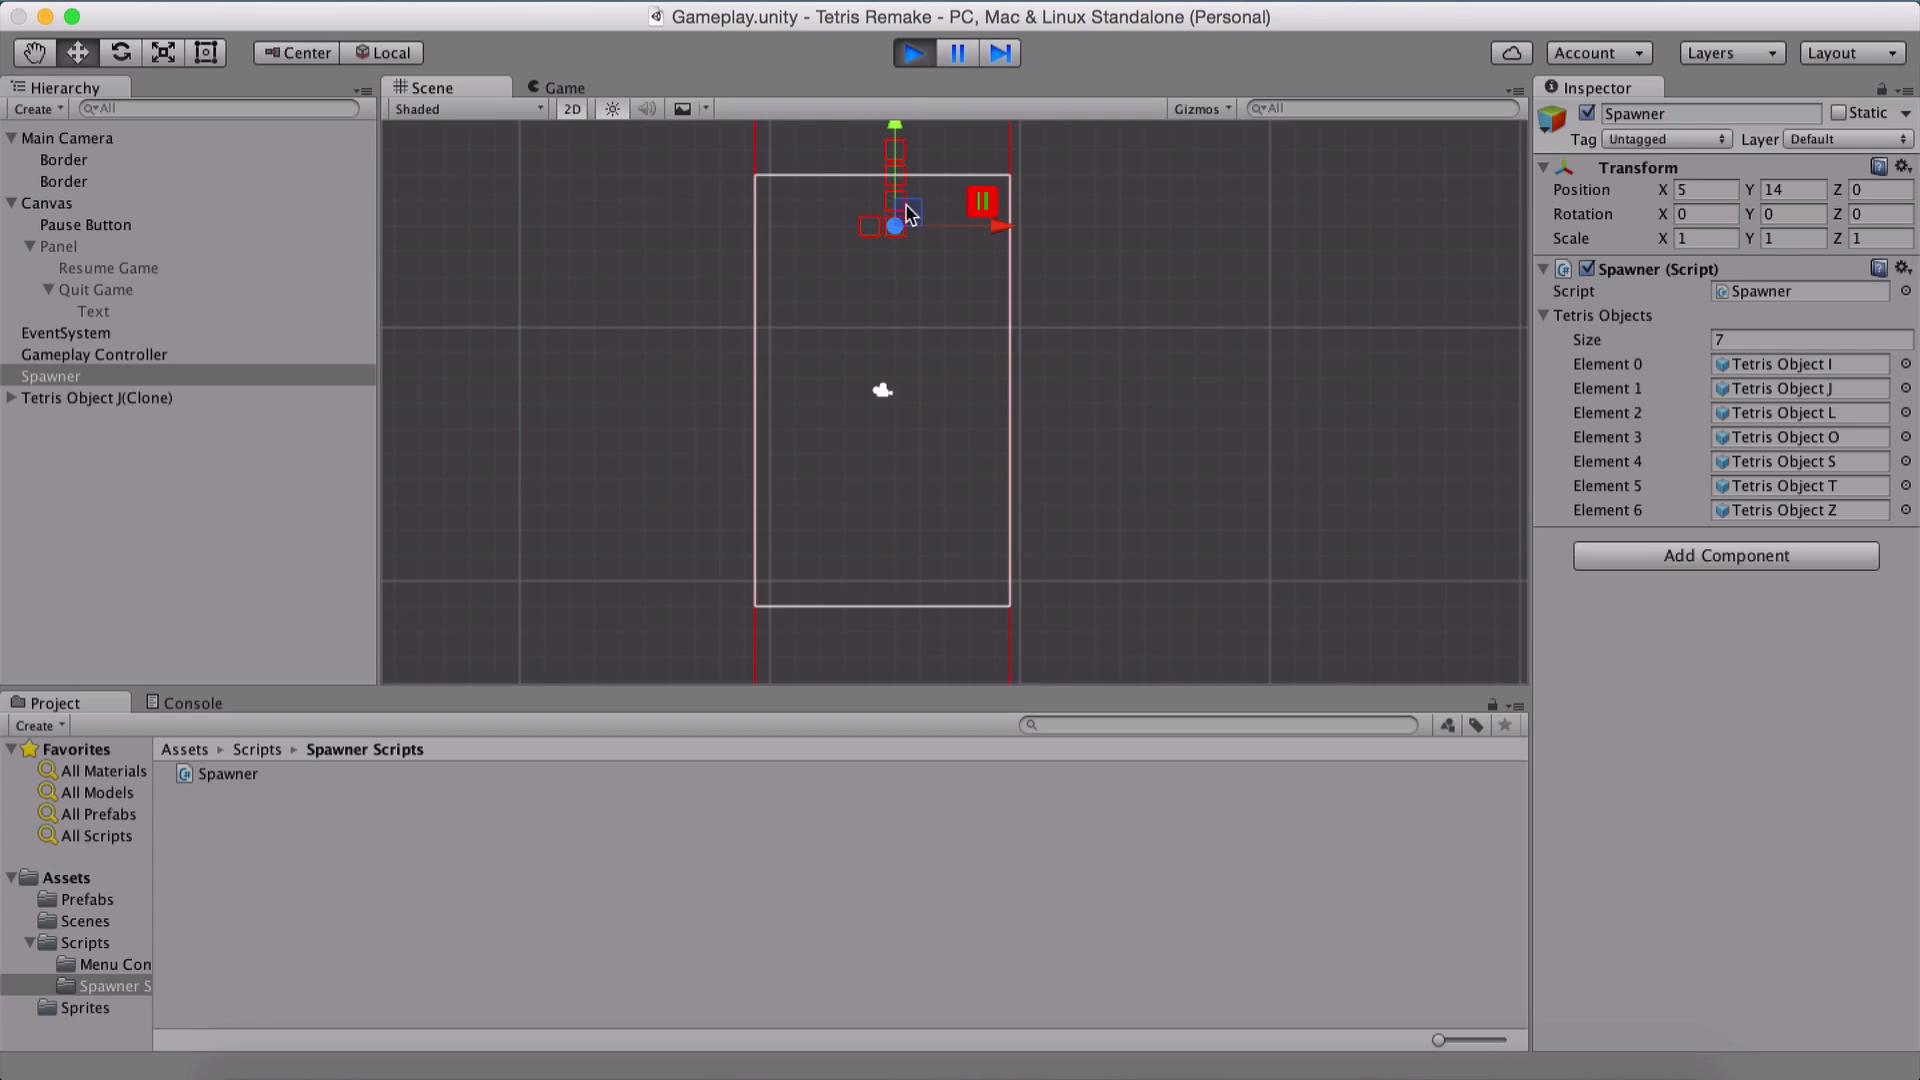 Gameplay.unity - Tetris Remake - PC, Mac & Linux Standalone (Personal)
Center
Local
Account
Layers
Layout
Hierarchy
Create
All
Main Camera
Border
Border
Canvas
Pause Button
Panel
Resume Game
Quit Game
Text
EventSystem
Gameplay Controller
Spawner
Tetris Object J(Clone)
Scene
Game
Shaded
2D
Gizmos
All
Inspector
Spawner
Static
Tag Untagged Layer Default
Transform
Position X 5 Y 14 Z 0
Rotation X 0 Y 0 Z 0
Scale X 1 Y 1 Z 1
Spawner (Script)
Script Spawner
Tetris Objects
Size 7
Element 0 Tetris Object I
Element 1 Tetris Object J
Element 2 Tetris Object L
Element 3 Tetris Object O
Element 4 Tetris Object S
Element 5 Tetris Object T
Element 6 Tetris Object Z
Add Component
Project
Console
Create
Favorites
All Materials
All Models
All Prefabs
All Scripts
Assets
Prefabs
Scenes
Scripts
Menu Con
Spawner S
Sprites
Assets Scripts Spawner Scripts
Spawner